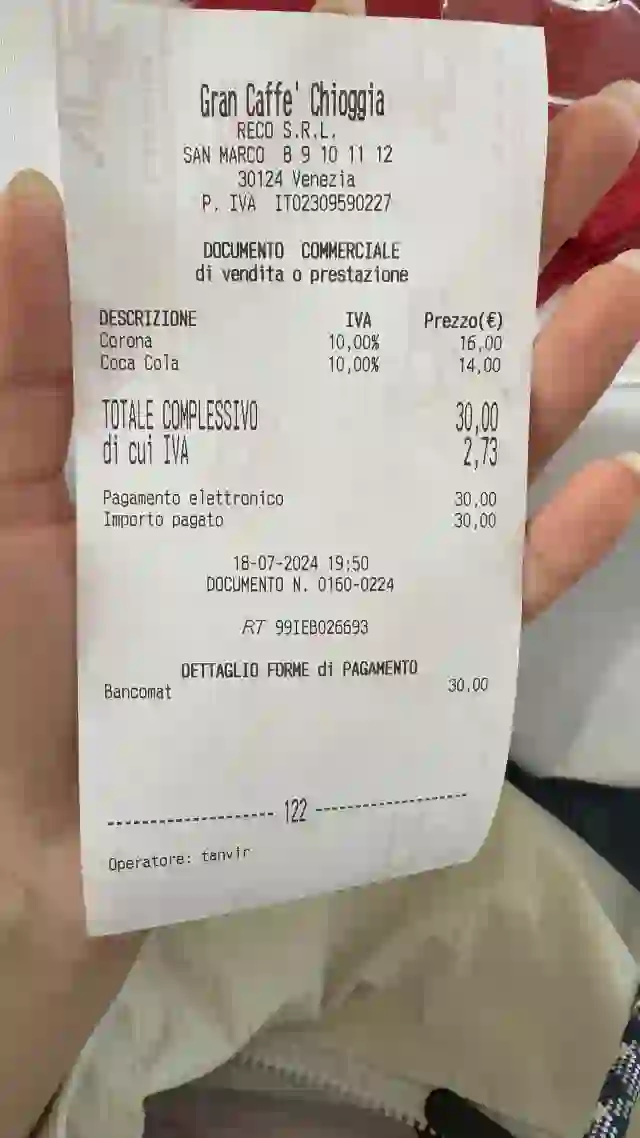 Gran Caffe' Chioggia
RECO S.R.L.
SAN MARCO 8 9 10 11 12
30124 Venezia
P. IVA IT02309590227
DOCUMENTO COMMERCIALE
di vendita o prestazione
DESCRIZIONE IVA Prezzo(€)
Corona 10,00% 16,00
Coca Cola 10,00% 14,00
TOTALE COMPLESSIVO 30,00
di cui IVA 2,73
Pagamento elettronico 30,00
Importo pagato 30,00
18-07-2024 19:50
DOCUMENTO N. 0160-0224
RT 99IEB026693
DETTAGLIO FORME di PAGAMENTO
Bancomat 30,00
122
Operatore: tanvir